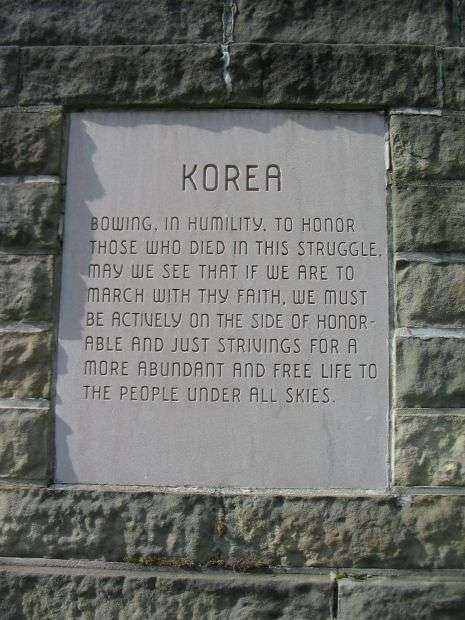 KOREA
BOWING, IN HUMILITY, TO HONOR
THOSE WHO DIED IN THIS STRUGGLE,
MAY WE SEE THAT IF WE ARE TO
MARCH WITH THY FAITH, WE MUST
BE ACTIVELY ON THE SIDE OF HONOR-
ABLE AND JUST STRIVINGS FOR A
MORE ABUNDANT AND FREE LIFE TO
THE PEOPLE UNDER ALL SKIES.